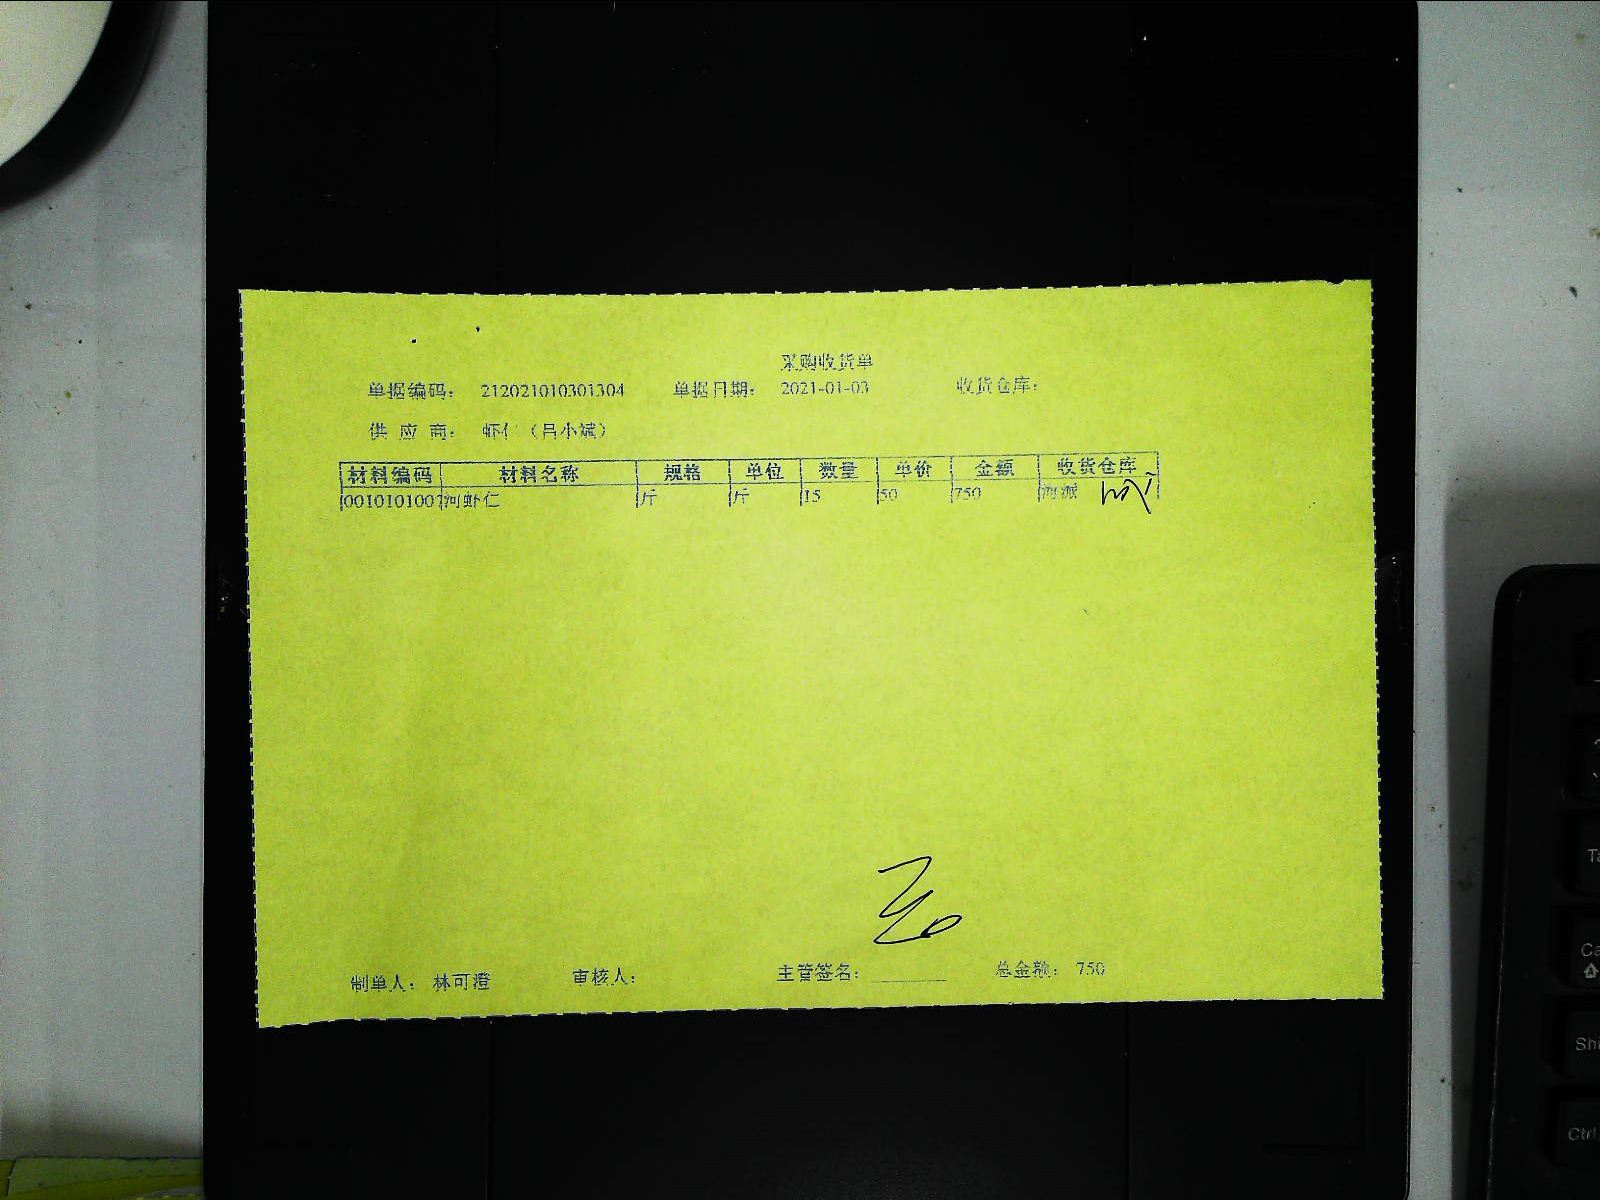 采购收货单
单据编码： 212021010301304 单据日期： 2021-01-03 收货仓库：
供 应 商： 虾仁（吕小斌）
材料编码 材料名称 规格 单位 数量 单价 金额 收货仓库
0010101007 河虾仁 斤 斤 15 50 750 海派
制单人： 林可澄 审核人： 主管签名： 总金额： 750
Shi
Ctrl